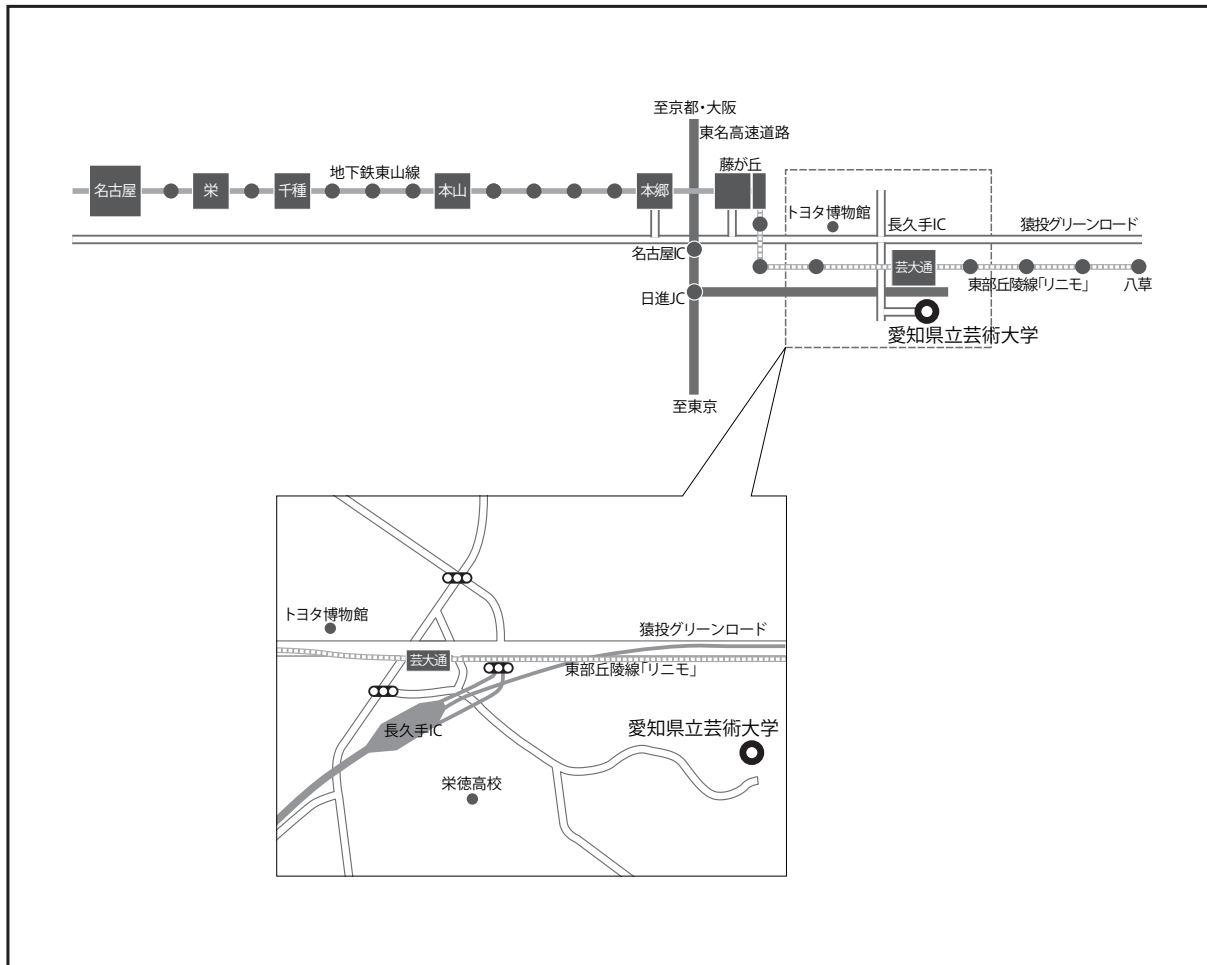 至京都・大阪
東名高速道路
藤が丘
地下鉄東山線
名古屋
栄
千種
本山
本郷
トヨタ博物館
長久手IC
猿投グリーンロード
名古屋IC
芸大通
東部丘陵線「リニモ」
八草
日進JC
愛知県立芸術大学
至東京
トヨタ博物館
猿投グリーンロード
芸大通
東部丘陵線「リニモ」
長久手IC
愛知県立芸術大学
栄徳高校